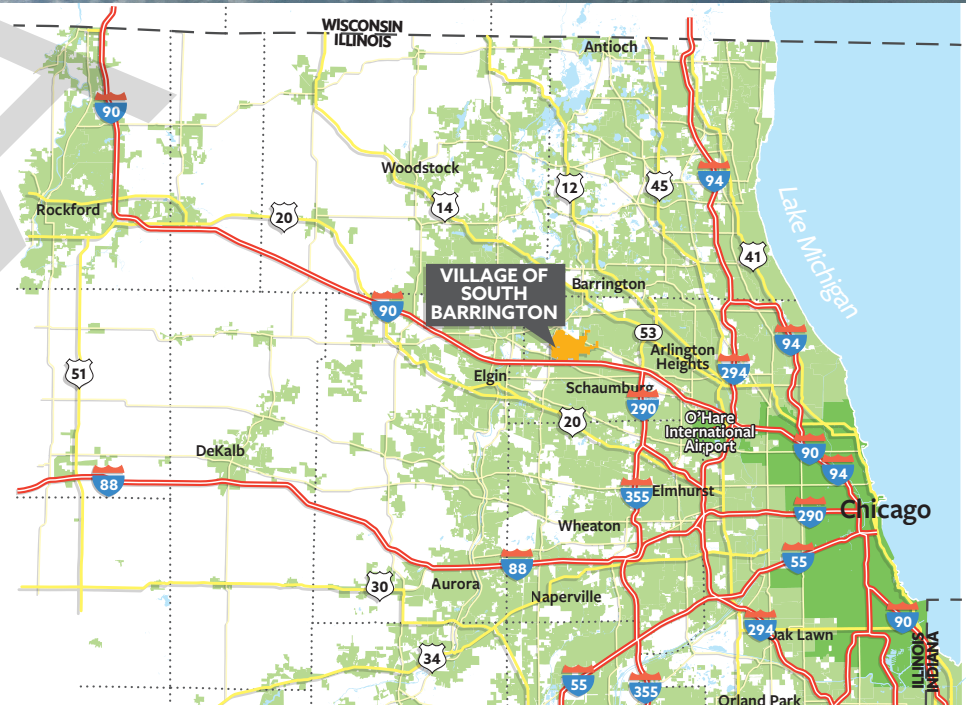 WISCONSIN
ILLINOIS
Antioch
90
94
Woodstock
12
45
14
Rockford
20
41
Lake Michigan
VILLAGE OF
SOUTH
BARRINGTON
Barrington
90
53
94
Arlington
Heights
294
51
Elgin
Schaumburg
290
20
O'Hare
International
Airport
90
DeKalb
94
88
355
Elmhurst
290
Chicago
Wheaton
55
88
30
Aurora
Naperville
90
294
Oak Lawn
34
ILLINOIS
INDIANA
55
355
Orland Park